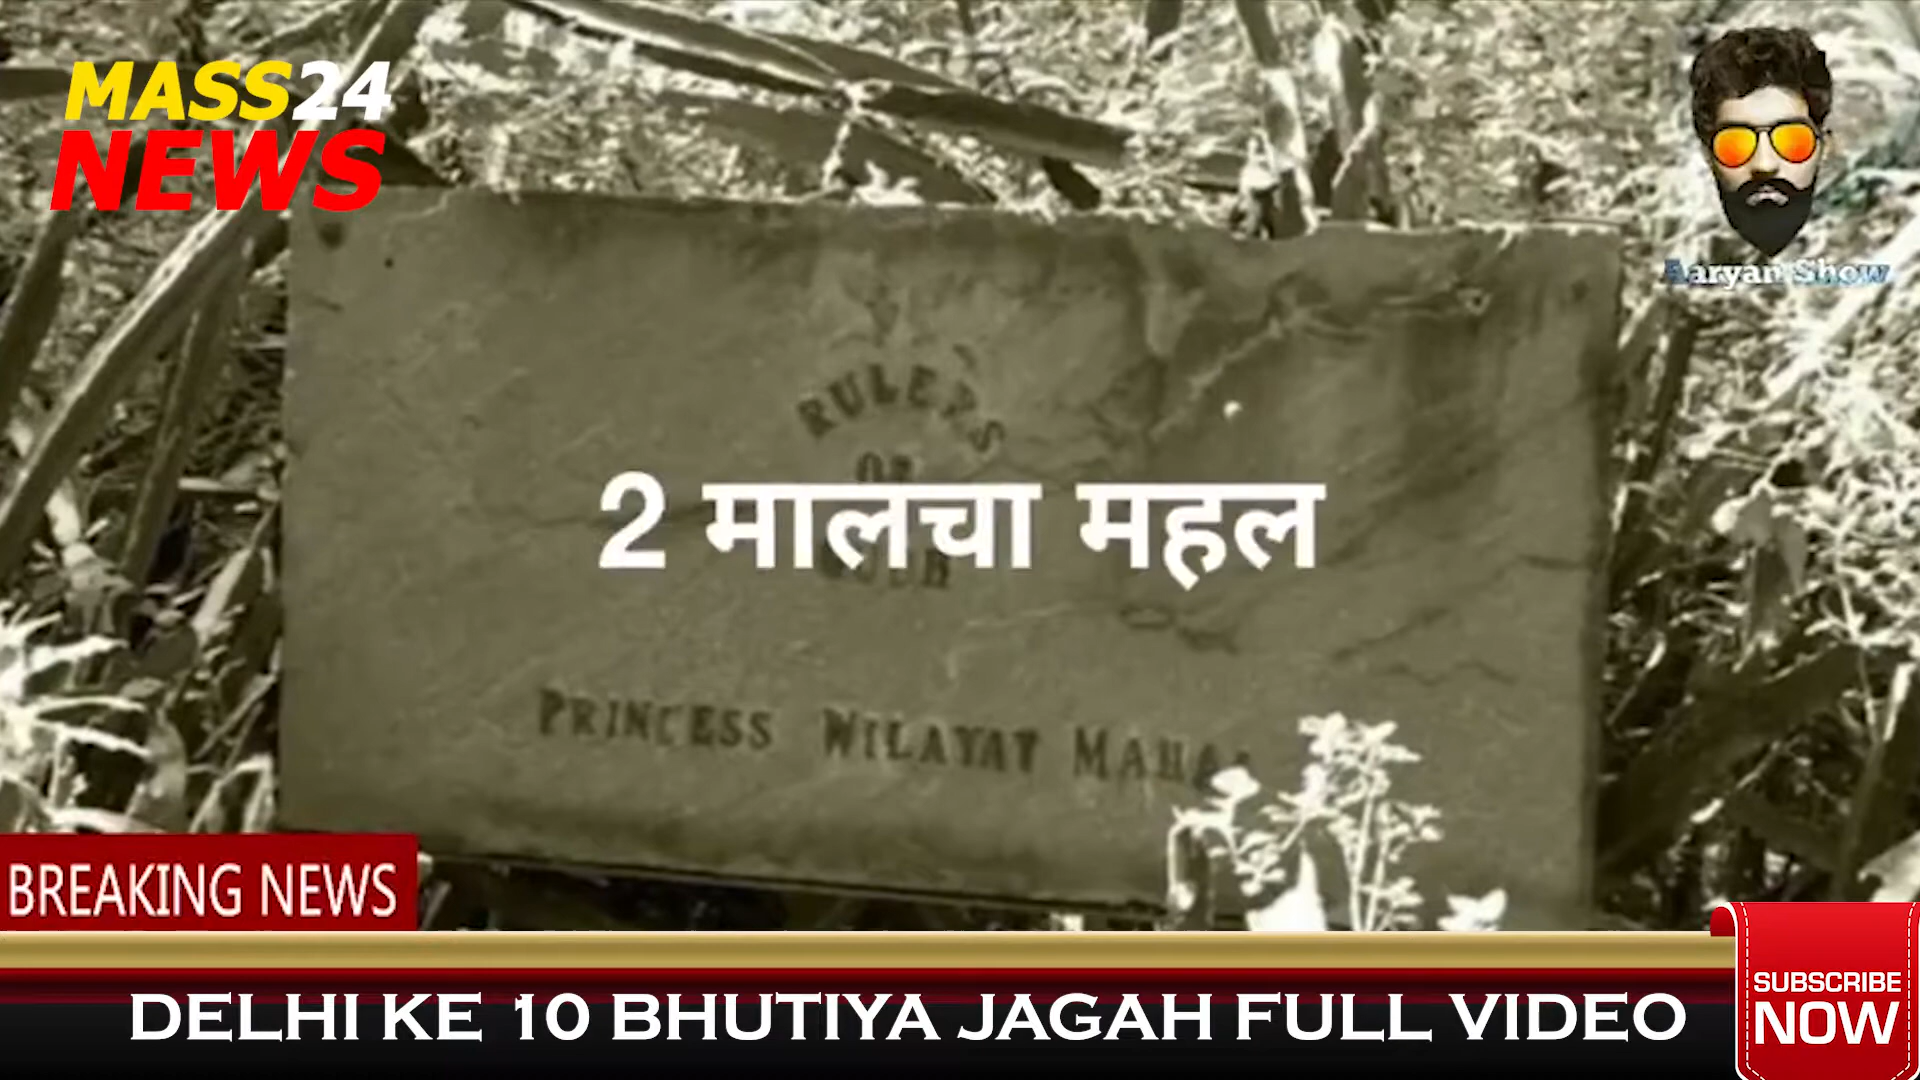 MASS24
NEWS
Aaryan Show
RULERS
OF
2 मालचा महल
PRINCESS WILAYAT
BREAKING NEWS
DELHI KE 10 BHUTIYA JAGAH FULL VIDEO
SUBSCRIBE
NOW